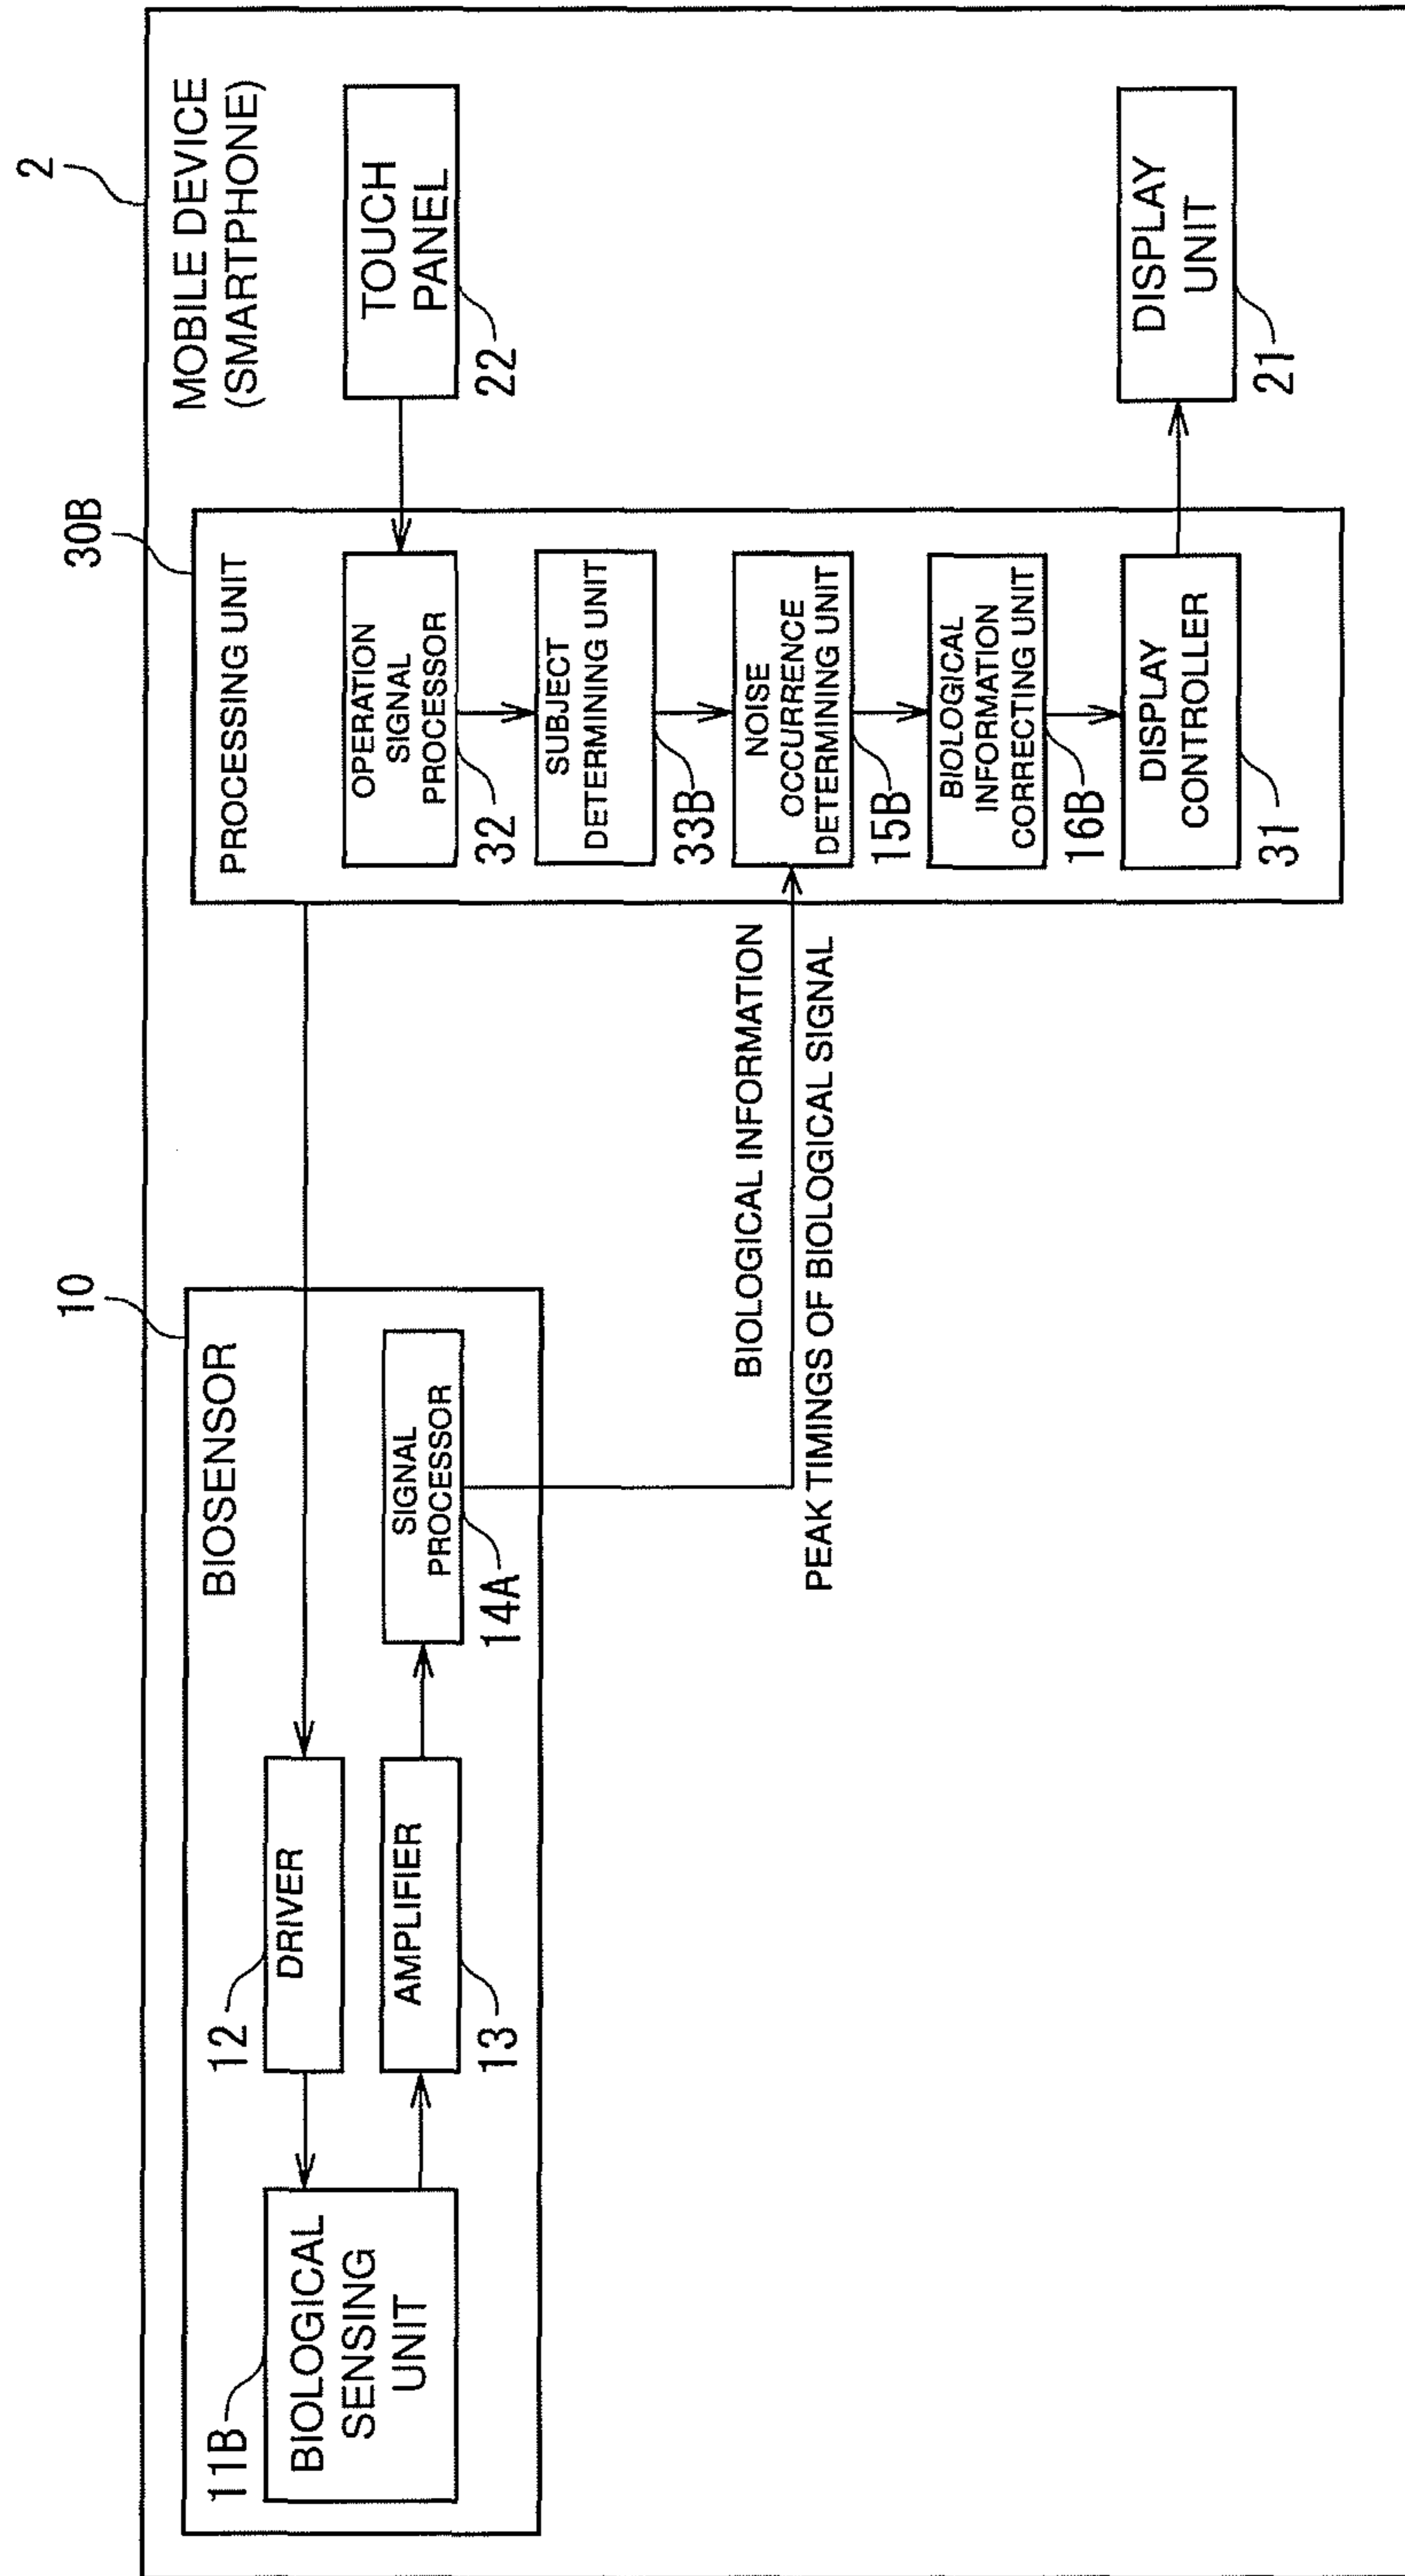 2
MOBILE DEVICE
(SMARTPHONE)
10
BIOSENSOR
11B
BIOLOGICAL
SENSING
UNIT
12
DRIVER
AMPLIFIER
13
SIGNAL
PROCESSOR
14A
BIOLOGICAL INFORMATION
PEAK TIMINGS OF BIOLOGICAL SIGNAL
30B
PROCESSING UNIT
OPERATION
SIGNAL
PROCESSOR
32
SUBJECT
DETERMINING UNIT
33B
NOISE
OCCURRENCE
DETERMINING UNIT
15B
BIOLOGICAL
INFORMATION
CORRECTING UNIT
16B
DISPLAY
CONTROLLER
31
TOUCH
PANEL
22
DISPLAY
UNIT
21